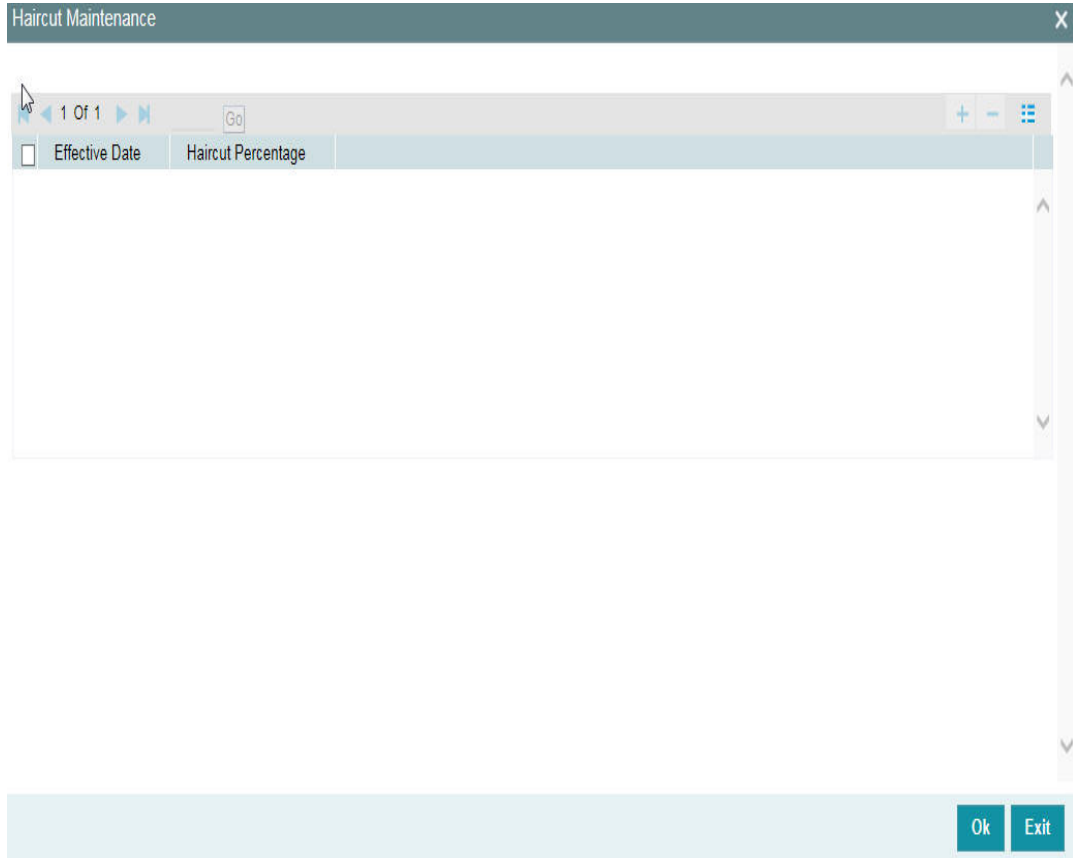 Haircut Maintenance X
1 Of 1 Go
Effective Date Haircut Percentage
Ok Exit